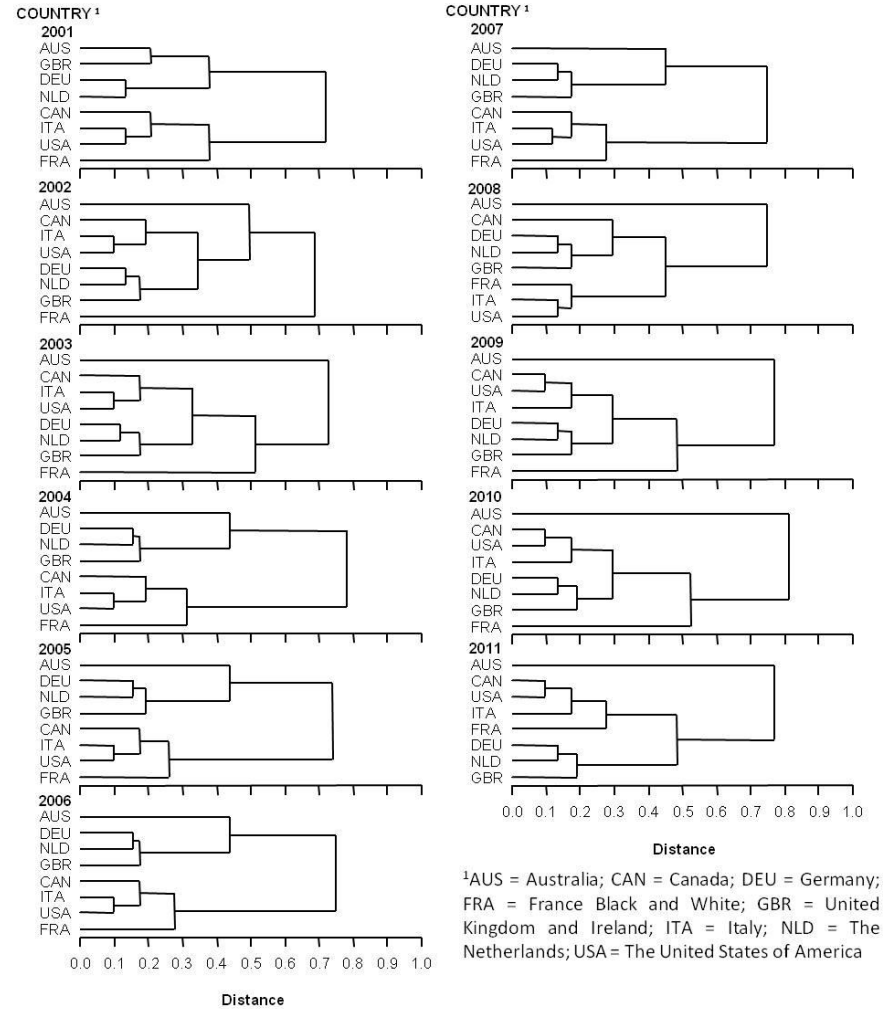 COUNTRY ¹
2001
AUS
GBR
DEU
NLD
CAN
ITA
USA
FRA
2002
AUS
CAN
ITA
USA
DEU
NLD
GBR
FRA
2003
AUS
CAN
ITA
USA
DEU
NLD
GBR
FRA
2004
AUS
DEU
NLD
GBR
CAN
ITA
USA
FRA
2005
AUS
DEU
NLD
GBR
CAN
ITA
USA
FRA
2006
AUS
DEU
NLD
GBR
CAN
ITA
USA
FRA
0.0 0.1 0.2 0.3 0.4 0.5 0.6 0.7 0.8 0.9 1.0
Distance
COUNTRY ¹
2007
AUS
DEU
NLD
GBR
CAN
ITA
USA
FRA
2008
AUS
CAN
DEU
NLD
GBR
FRA
ITA
USA
2009
AUS
CAN
USA
ITA
DEU
NLD
GBR
FRA
2010
AUS
CAN
USA
ITA
DEU
NLD
GBR
FRA
2011
AUS
CAN
USA
ITA
FRA
DEU
NLD
GBR
0.0 0.1 0.2 0.3 0.4 0.5 0.6 0.7 0.8 0.9 1.0
Distance
¹AUS = Australia; CAN = Canada; DEU = Germany;
FRA = France Black and White; GBR = United
Kingdom and Ireland; ITA = Italy; NLD = The
Netherlands; USA = The United States of America